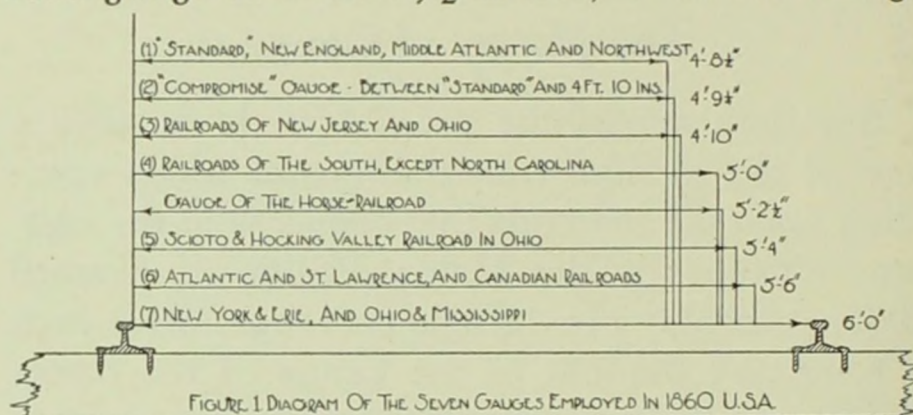 (1) "STANDARD," NEW ENGLAND, MIDDLE ATLANTIC AND NORTHWEST 4'-8½"
(2) "COMPROMISE" GAUGE - BETWEEN "STANDARD" AND 4 FT. 10 INS. 4'-9¼"
(3) RAILROADS OF NEW JERSEY AND OHIO 4'-10"
(4) RAILROADS OF THE SOUTH, EXCEPT NORTH CAROLINA 5'-0"
GAUGE OF THE HORSE-RAILROAD 5'-2½"
(5) SCIOTO & HOCKING VALLEY RAILROAD IN OHIO 5'-4"
(6) ATLANTIC AND ST. LAWRENCE, AND CANADIAN RAILROADS 5'-6"
(7) NEW YORK & ERIE, AND OHIO & MISSISSIPPI 6'-0"
FIGURE 1. DIAGRAM OF THE SEVEN GAUGES EMPLOYED IN 1860 U.S.A.